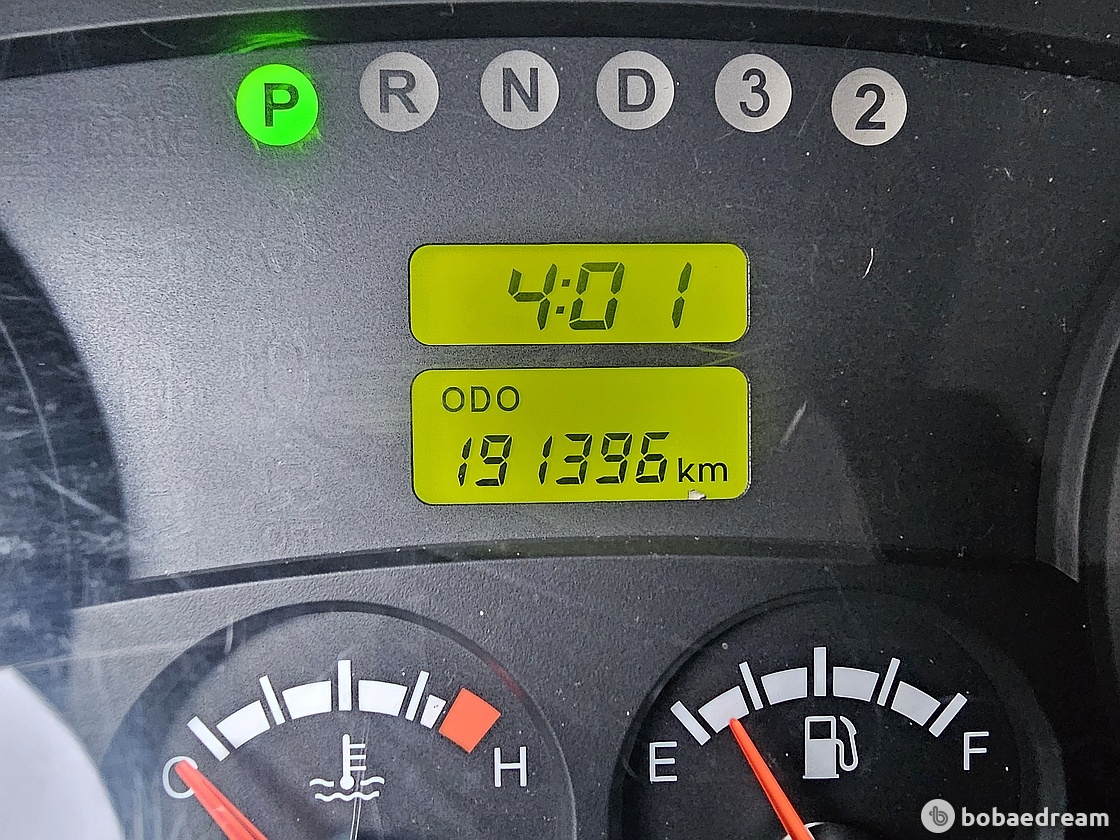 P R N D 3 2
4:01
ODO
191396 km
C H
E F
bobaedream